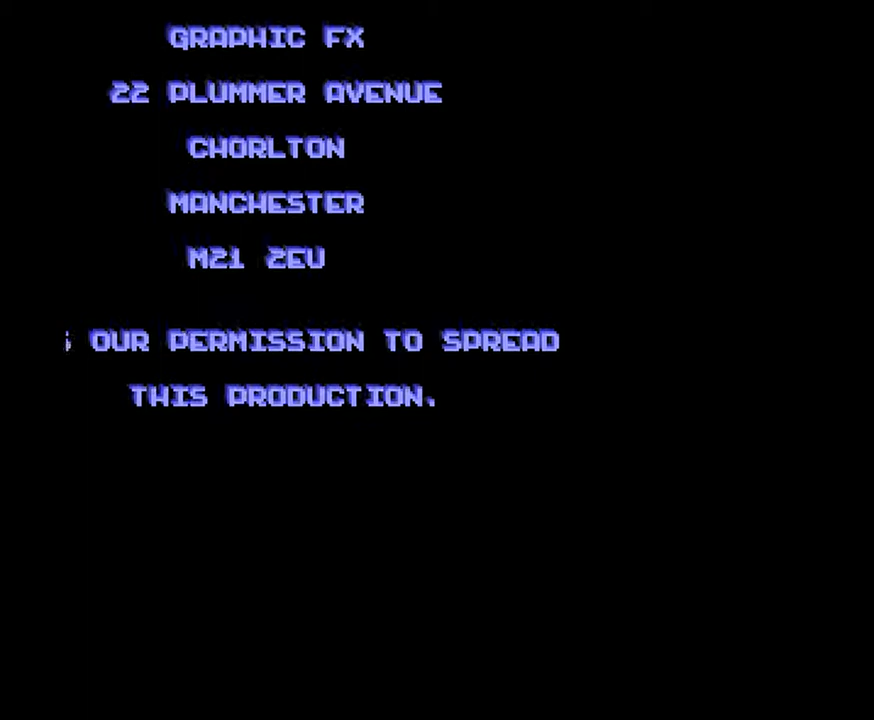 GRAPHIC FX
22 PLUMMER AVENUE
CHORLTON
MANCHESTER
M21 2EU
OUR PERMISSION TO SPREAD
THIS PRODUCTION.